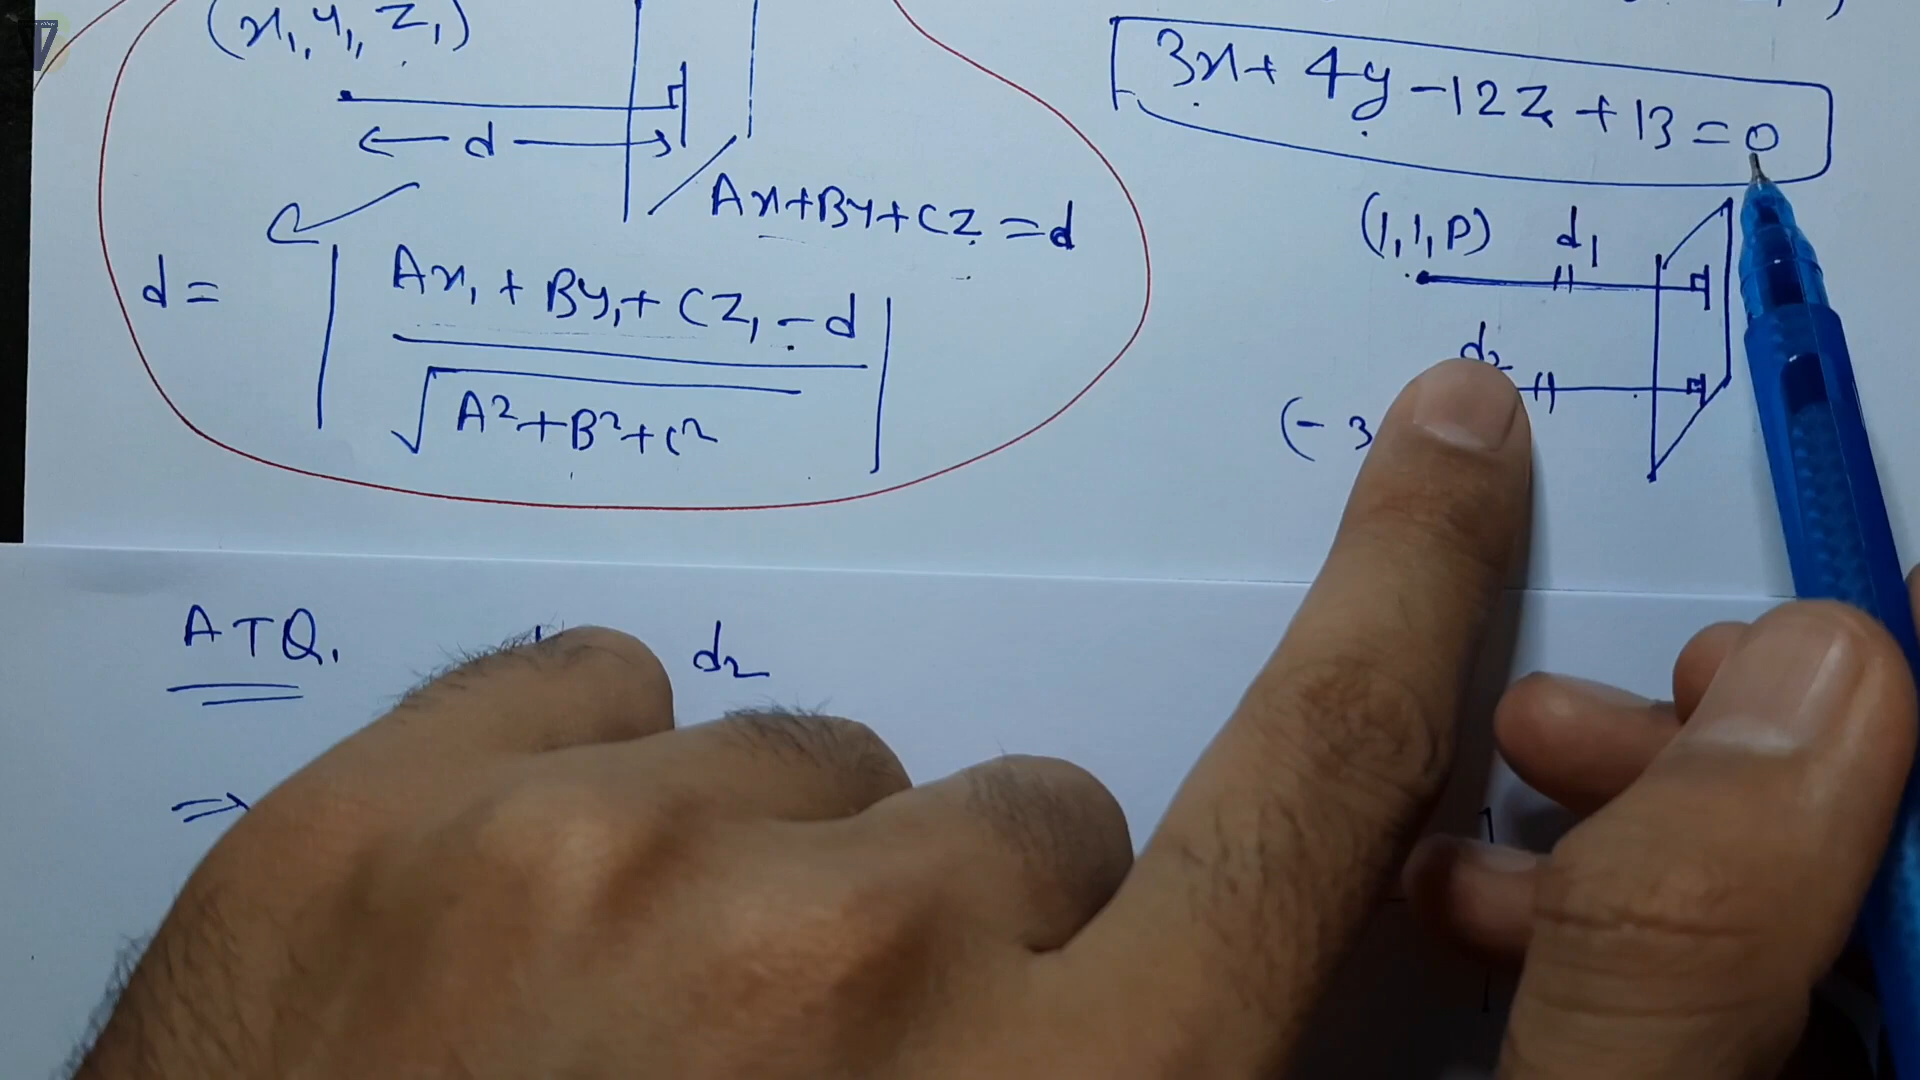 (x₁, y₁, z₁)
d
Ax+By+Cz=d
d= | Ax₁ + By₁ + Cz₁ - d / √A²+B²+C² |
3x + 4y - 12z + 13 = 0
(1, 1, P) d₁
d₂
(- 3
ATQ. d₂
⇒